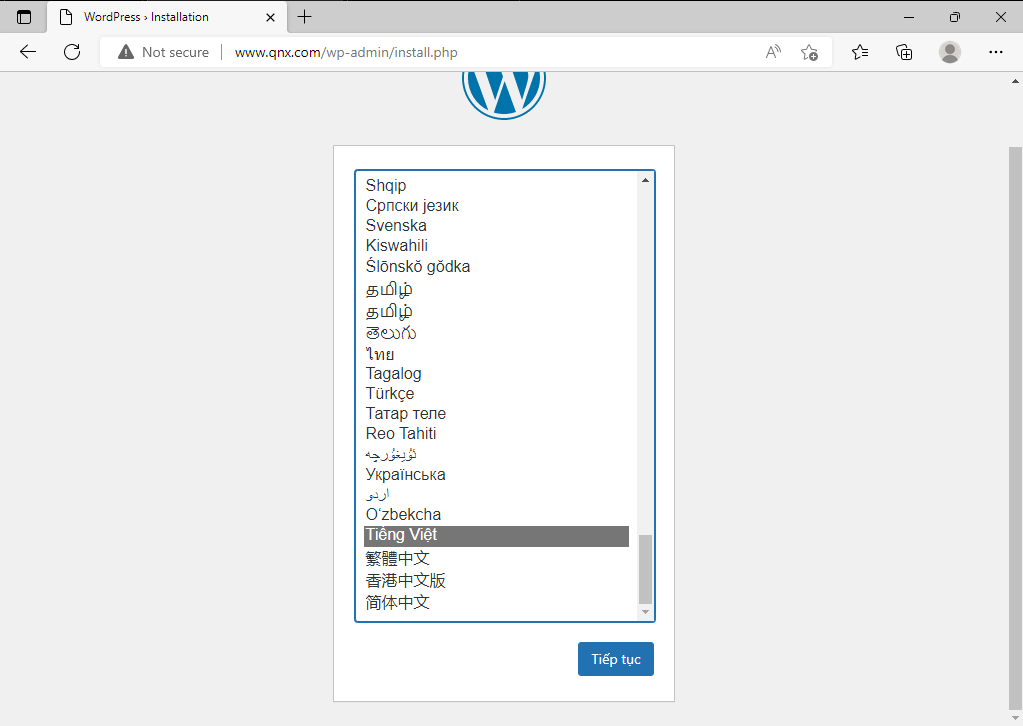 WordPress › Installation
Not secure
www.qnx.com/wp-admin/install.php
Shqip
Српски језик
Svenska
Kiswahili
Ślōnskŏ gŏdka
தமிழ்
தமிழ்
తెలుగు
ไทย
Tagalog
Türkçe
Татар теле
Reo Tahiti
ئۇيغۇرچە
Українська
اردو
O‘zbekcha
Tiếng Việt
繁體中文
香港中文版
简体中文
Tiếp tục